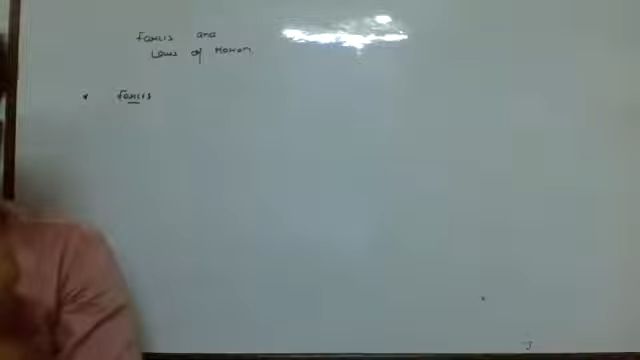 Forces and
Laws of Motion
* Forces